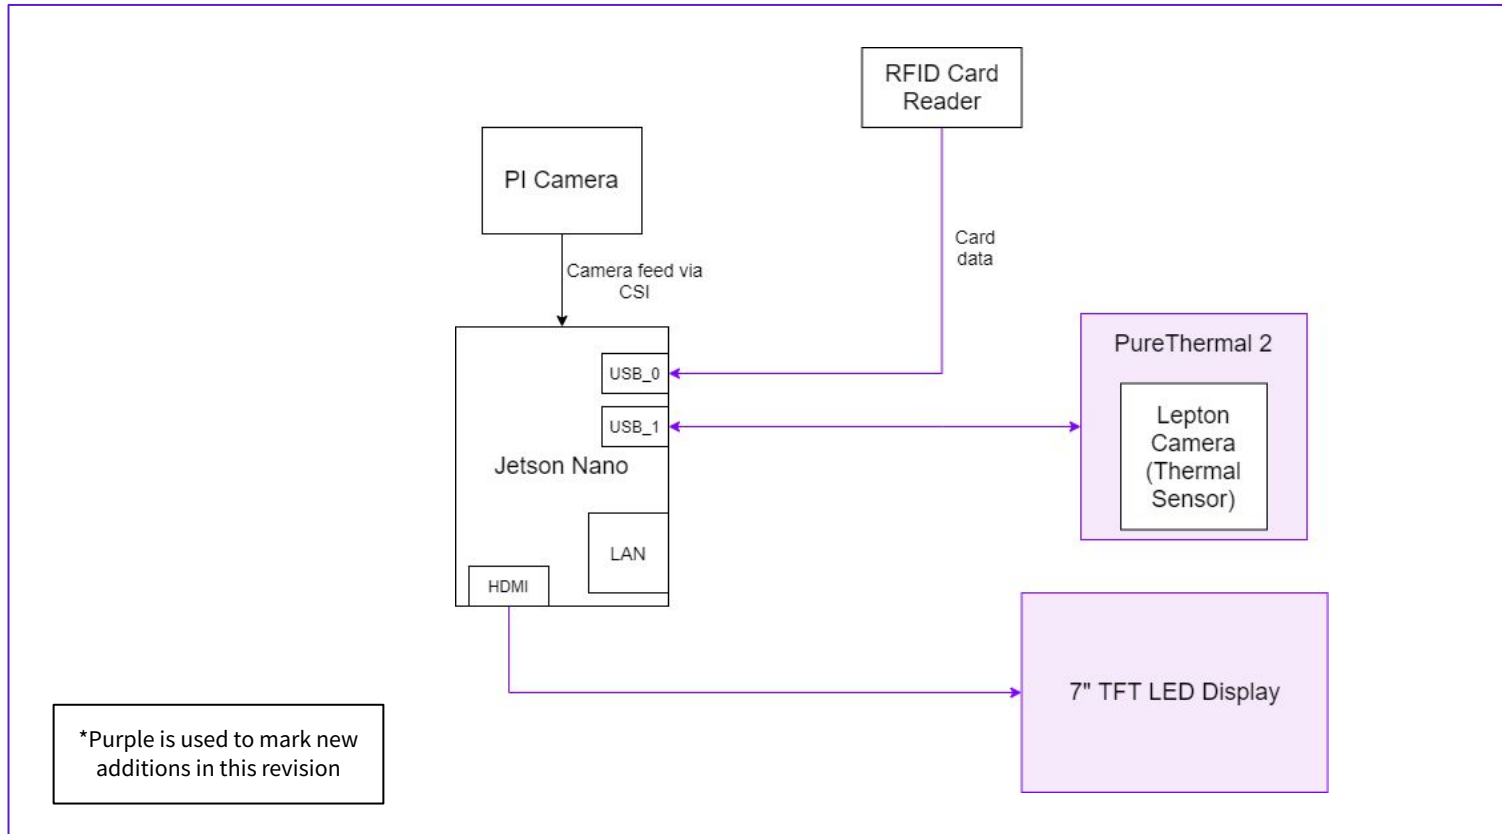 RFID Card
Reader
PI Camera
Card
data
Camera feed via
CSI
PureThermal 2
USB_0
Lepton
Camera
(Thermal
Sensor)
USB_1
Jetson Nano
LAN
HDMI
7" TFT LED Display
*Purple is used to mark new
additions in this revision